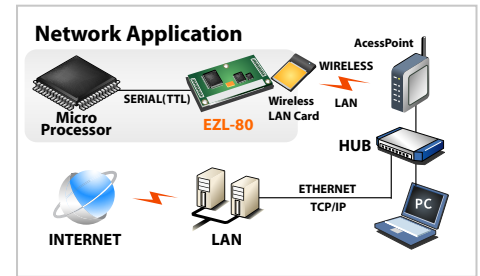 Network Application
AcessPoint
WIRELESS
SERIAL(TTL)
Wireless
LAN Card
LAN
Micro
Processor
EZL-80
HUB
ETHERNET
TCP/IP
PC
INTERNET
LAN